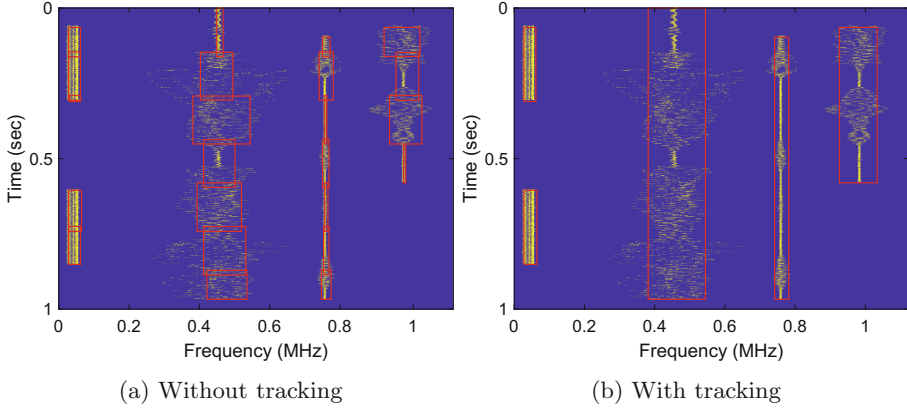 0
0.5
1
Time (sec)
0 0.2 0.4 0.6 0.8 1
Frequency (MHz)
(a) Without tracking
0
0.5
1
Time (sec)
0 0.2 0.4 0.6 0.8 1
Frequency (MHz)
(b) With tracking